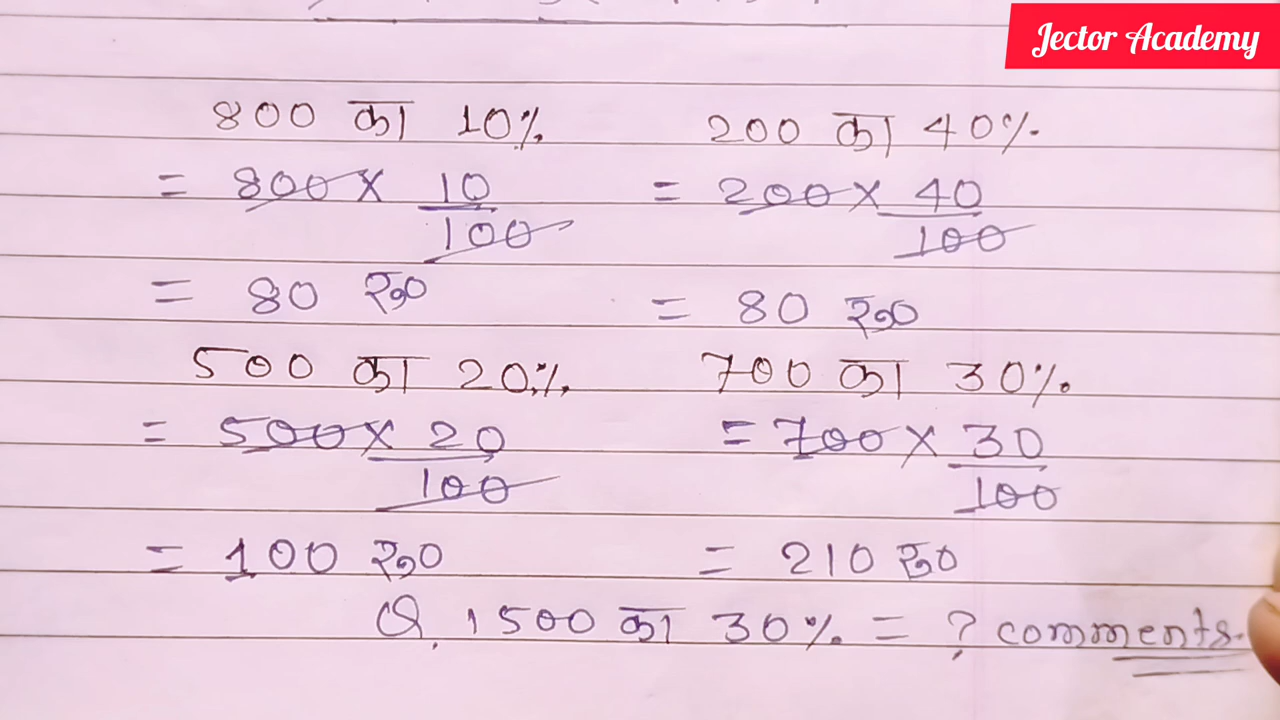 Jector Academy
800 का 10%
= 800 × 10
100
= 80 रु०
200 का 40%
= 200 × 40
100
= 80 रु०
500 का 20%
= 500 × 20
100
= 100 रु०
700 का 30%
= 700 × 30
100
= 210 रु०
Q. 1500 का 30% = ? comments.